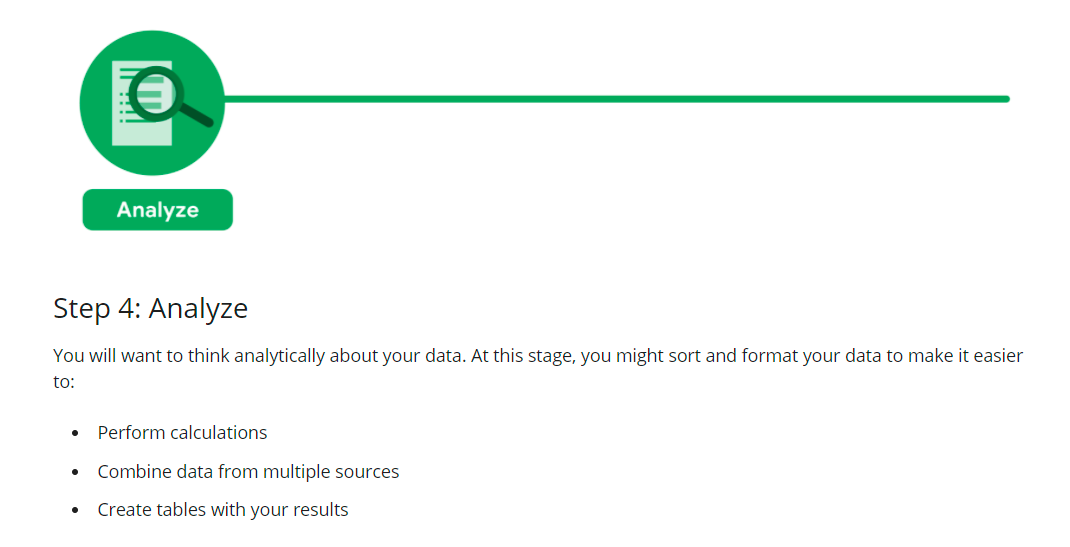 Analyze
Step 4: Analyze
You will want to think analytically about your data. At this stage, you might sort and format your data to make it easier
to:
• Perform calculations
• Combine data from multiple sources
• Create tables with your results